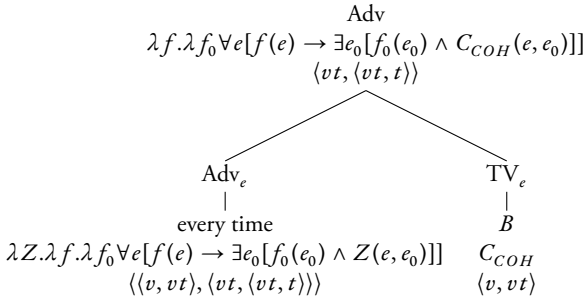 Adv
λf.λf₀∀e[f(e) → ∃e₀[f₀(e₀) ∧ C_COH(e, e₀)]]
⟨vt, ⟨vt, t⟩⟩
Adv_e TV_e
every time B
λZ.λf.λf₀∀e[f(e) → ∃e₀[f₀(e₀) ∧ Z(e, e₀)]] C_COH
⟨⟨v, vt⟩, ⟨vt, ⟨vt, t⟩⟩⟩ ⟨v, vt⟩